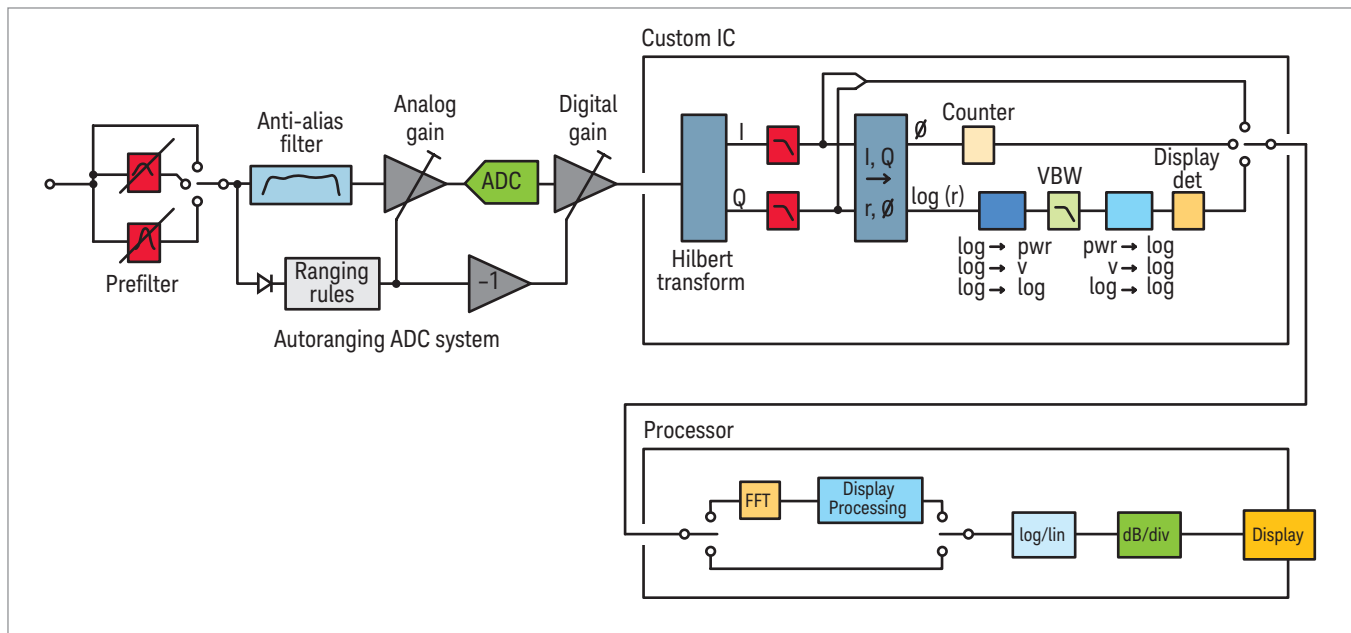 Custom IC
Analog
gain
Digital
gain
Anti-alias
filter
Prefilter
ADC
Ranging
rules
–1
Autoranging ADC system
I
Q
Hilbert
transform
I, Q
→
r, Ø
Ø
log (r)
Counter
VBW
Display
det
log → pwr
log → v
log → log
pwr → log
v → log
log → log
Processor
FFT
Display
Processing
log/lin
dB/div
Display